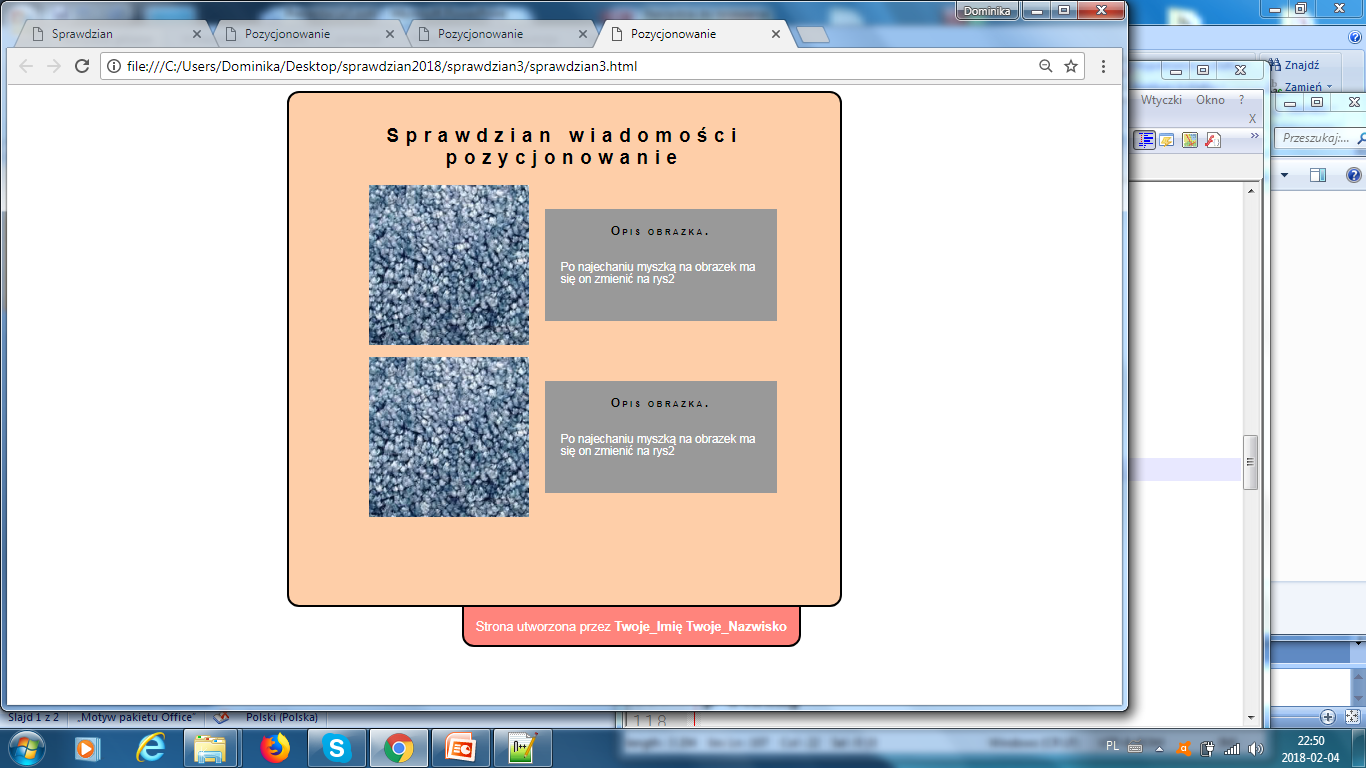 Dominika
Sprawdzian
Pozycjonowanie
Pozycjonowanie
Pozycjonowanie
file:///C:/Users/Dominika/Desktop/sprawdzian2018/sprawdzian3/sprawdzian3.html
Znajdź
Zamień
Wtyczki Okno ?
X
Przeszukaj:...
Sprawdzian wiadomości
pozycjonowanie
Opis obrazka.
Po najechaniu myszką na obrazek ma
się on zmienić na rys2
Opis obrazka.
Po najechaniu myszką na obrazek ma
się on zmienić na rys2
Strona utworzona przez Twoje_Imię Twoje_Nazwisko
118
Slajd 1 z 2 „Motyw pakietu Office” Polski (Polska)
PL
22:50
2018-02-04